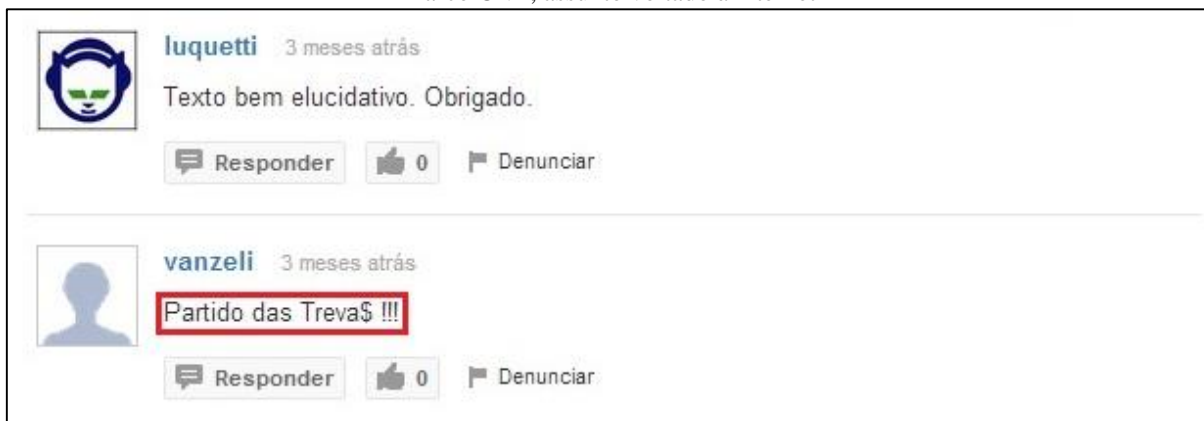 luquetti 3 meses atrás
Texto bem elucidativo. Obrigado.
Responder 0 Denunciar
vanzeli 3 meses atrás
Partido das Treva$ !!!
Responder 0 Denunciar